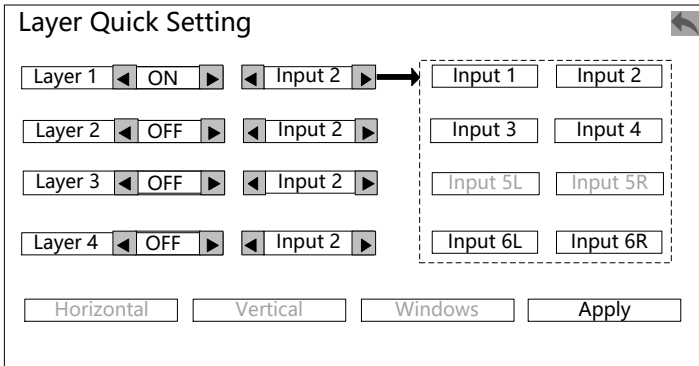 Layer Quick Setting
Layer 1 ON Input 2 Input 1 Input 2
Layer 2 OFF Input 2 Input 3 Input 4
Layer 3 OFF Input 2 Input 5L Input 5R
Layer 4 OFF Input 2 Input 6L Input 6R
Horizontal Vertical Windows Apply